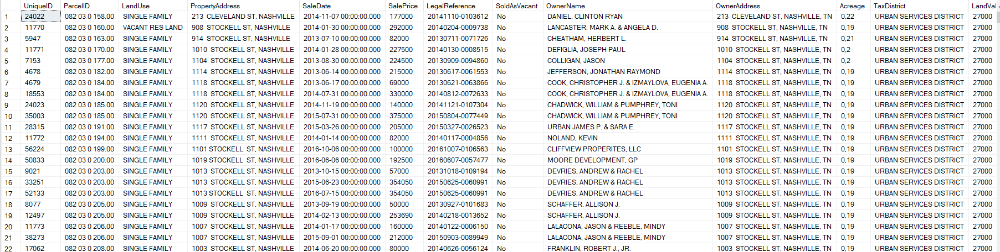 UniqueID ParcelID LandUse PropertyAddress SaleDate SalePrice LegalReference SoldAsVacant OwnerName OwnerAddress Acreage TaxDistrict LandVal
1 24022 082 03 0 158.00 SINGLE FAMILY 213 CLEVELAND ST, NASHVILLE 2014-11-07 00:00:00.000 177000 20141110-0103612 No DANIEL, CLINTON RYAN 213 CLEVELAND ST, NASHVILLE, TN 0,22 URBAN SERVICES DISTRICT 27000
2 11770 082 03 0 160.00 VACANT RES LAND 908 STOCKELL ST, NASHVILLE 2014-01-30 00:00:00.000 292000 20140204-0009738 No LANCASTER, MARK A. & ANGELA D. 908 STOCKELL ST, NASHVILLE, TN 0,19 URBAN SERVICES DISTRICT 27000
3 5947 082 03 0 163.00 SINGLE FAMILY 914 STOCKELL ST, NASHVILLE 2013-07-10 00:00:00.000 82000 20130711-0071726 No CHEATHAM, HERBERT L. 914 STOCKELL ST, NASHVILLE, TN 0,21 URBAN SERVICES DISTRICT 27000
4 11771 082 03 0 170.00 SINGLE FAMILY 1010 STOCKELL ST, NASHVILLE 2014-01-28 00:00:00.000 227500 20140130-0008515 No DEFIGLIA, JOSEPH PAUL 1010 STOCKELL ST, NASHVILLE, TN 0,2 URBAN SERVICES DISTRICT 27000
5 7153 082 03 0 177.00 SINGLE FAMILY 1104 STOCKELL ST, NASHVILLE 2013-08-30 00:00:00.000 224500 20130909-0094860 No COLLIGAN, JASON 1104 STOCKELL ST, NASHVILLE, TN 0,2 URBAN SERVICES DISTRICT 27000
6 4678 082 03 0 182.00 SINGLE FAMILY 1114 STOCKELL ST, NASHVILLE 2013-06-14 00:00:00.000 215000 20130617-0061553 No JEFFERSON, JONATHAN RAYMOND 1114 STOCKELL ST, NASHVILLE, TN 0,19 URBAN SERVICES DISTRICT 27000
7 4679 082 03 0 184.00 SINGLE FAMILY 1118 STOCKELL ST, NASHVILLE 2013-06-17 00:00:00.000 69000 20130621-0063866 No COOK, CHRISTOPHER J. & IZMAYLOVA, EUGENIA A. 1118 STOCKELL ST, NASHVILLE, TN 0,19 URBAN SERVICES DISTRICT 27000
8 18553 082 03 0 184.00 SINGLE FAMILY 1118 STOCKELL ST, NASHVILLE 2014-07-31 00:00:00.000 330000 20140812-0072633 No COOK, CHRISTOPHER J. & IZMAYLOVA, EUGENIA A. 1118 STOCKELL ST, NASHVILLE, TN 0,19 URBAN SERVICES DISTRICT 27000
9 24023 082 03 0 185.00 SINGLE FAMILY 1120 STOCKELL ST, NASHVILLE 2014-11-19 00:00:00.000 140000 20141121-0107304 No CHADWICK, WILLIAM & PUMPHREY, TONI 1120 STOCKELL ST, NASHVILLE, TN 0,19 URBAN SERVICES DISTRICT 27000
10 35003 082 03 0 185.00 SINGLE FAMILY 1120 STOCKELL ST, NASHVILLE 2015-07-31 00:00:00.000 375000 20150804-0077449 No CHADWICK, WILLIAM & PUMPHREY, TONI 1120 STOCKELL ST, NASHVILLE, TN 0,19 URBAN SERVICES DISTRICT 27000
11 28315 082 03 0 191.00 SINGLE FAMILY 1117 STOCKELL ST, NASHVILLE 2015-03-26 00:00:00.000 205000 20150327-0026523 No URBAN JAMES P. & SARA E. 1117 STOCKELL ST, NASHVILLE, TN 0,19 URBAN SERVICES DISTRICT 27000
12 11772 082 03 0 194.00 SINGLE FAMILY 1111 STOCKELL ST, NASHVILLE 2014-01-14 00:00:00.000 82000 20140117-0004856 No NOLAND, KEVIN 1111 STOCKELL ST, NASHVILLE, TN 0,19 URBAN SERVICES DISTRICT 27000
13 56224 082 03 0 199.00 SINGLE FAMILY 1101 STOCKELL ST, NASHVILLE 2016-10-06 00:00:00.000 100000 20161007-0106563 No CLIFFVIEW PROPERITES, LLC 1101 STOCKELL ST, NASHVILLE, TN 0,19 URBAN SERVICES DISTRICT 27000
14 50833 082 03 0 200.00 SINGLE FAMILY 1019 STOCKELL ST, NASHVILLE 2016-06-06 00:00:00.000 192500 20160607-0057477 No MOORE DEVELOPMENT, GP 1019 STOCKELL ST, NASHVILLE, TN 0,19 URBAN SERVICES DISTRICT 27000
15 9021 082 03 0 203.00 SINGLE FAMILY 1013 STOCKELL ST, NASHVILLE 2013-10-15 00:00:00.000 57000 20131018-0109194 No DEVRIES, ANDREW & RACHEL 1013 STOCKELL ST, NASHVILLE, TN 0,19 URBAN SERVICES DISTRICT 27000
16 33251 082 03 0 203.00 SINGLE FAMILY 1013 STOCKELL ST, NASHVILLE 2015-06-23 00:00:00.000 354050 20150625-0060991 No DEVRIES, ANDREW & RACHEL 1013 STOCKELL ST, NASHVILLE, TN 0,19 URBAN SERVICES DISTRICT 27000
17 52133 082 03 0 203.00 SINGLE FAMILY 1013 STOCKELL ST, NASHVILLE 2016-07-15 00:00:00.000 354050 20150625-0060991 No DEVRIES, ANDREW & RACHEL 1013 STOCKELL ST, NASHVILLE, TN 0,19 URBAN SERVICES DISTRICT 27000
18 8077 082 03 0 205.00 SINGLE FAMILY 1009 STOCKELL ST, NASHVILLE 2013-09-19 00:00:00.000 50000 20130927-0101683 No SCHAFFER, ALLISON J. 1009 STOCKELL ST, NASHVILLE, TN 0,19 URBAN SERVICES DISTRICT 27000
19 12497 082 03 0 205.00 SINGLE FAMILY 1009 STOCKELL ST, NASHVILLE 2014-02-13 00:00:00.000 253690 20140218-0013652 No SCHAFFER, ALLISON J. 1009 STOCKELL ST, NASHVILLE, TN 0,19 URBAN SERVICES DISTRICT 27000
20 11773 082 03 0 206.00 SINGLE FAMILY 1007 STOCKELL ST, NASHVILLE 2014-01-17 00:00:00.000 160000 20140122-0006150 No LALACONA, JASON & REEBLE, MINDY 1007 STOCKELL ST, NASHVILLE, TN 0,19 URBAN SERVICES DISTRICT 27000
21 38273 082 03 0 206.00 SINGLE FAMILY 1007 STOCKELL ST, NASHVILLE 2015-09-01 00:00:00.000 212000 20150903-0089949 No LALACONA, JASON & REEBLE, MINDY 1007 STOCKELL ST, NASHVILLE, TN 0,19 URBAN SERVICES DISTRICT 27000
22 17062 082 03 0 208.00 SINGLE FAMILY 1003 STOCKELL ST, NASHVILLE 2014-06-20 00:00:00.000 80000 20140626-0056124 No FRANKLIN, ROBERT J., JR. 1003 STOCKELL ST, NASHVILLE, TN 0,19 URBAN SERVICES DISTRICT 27000